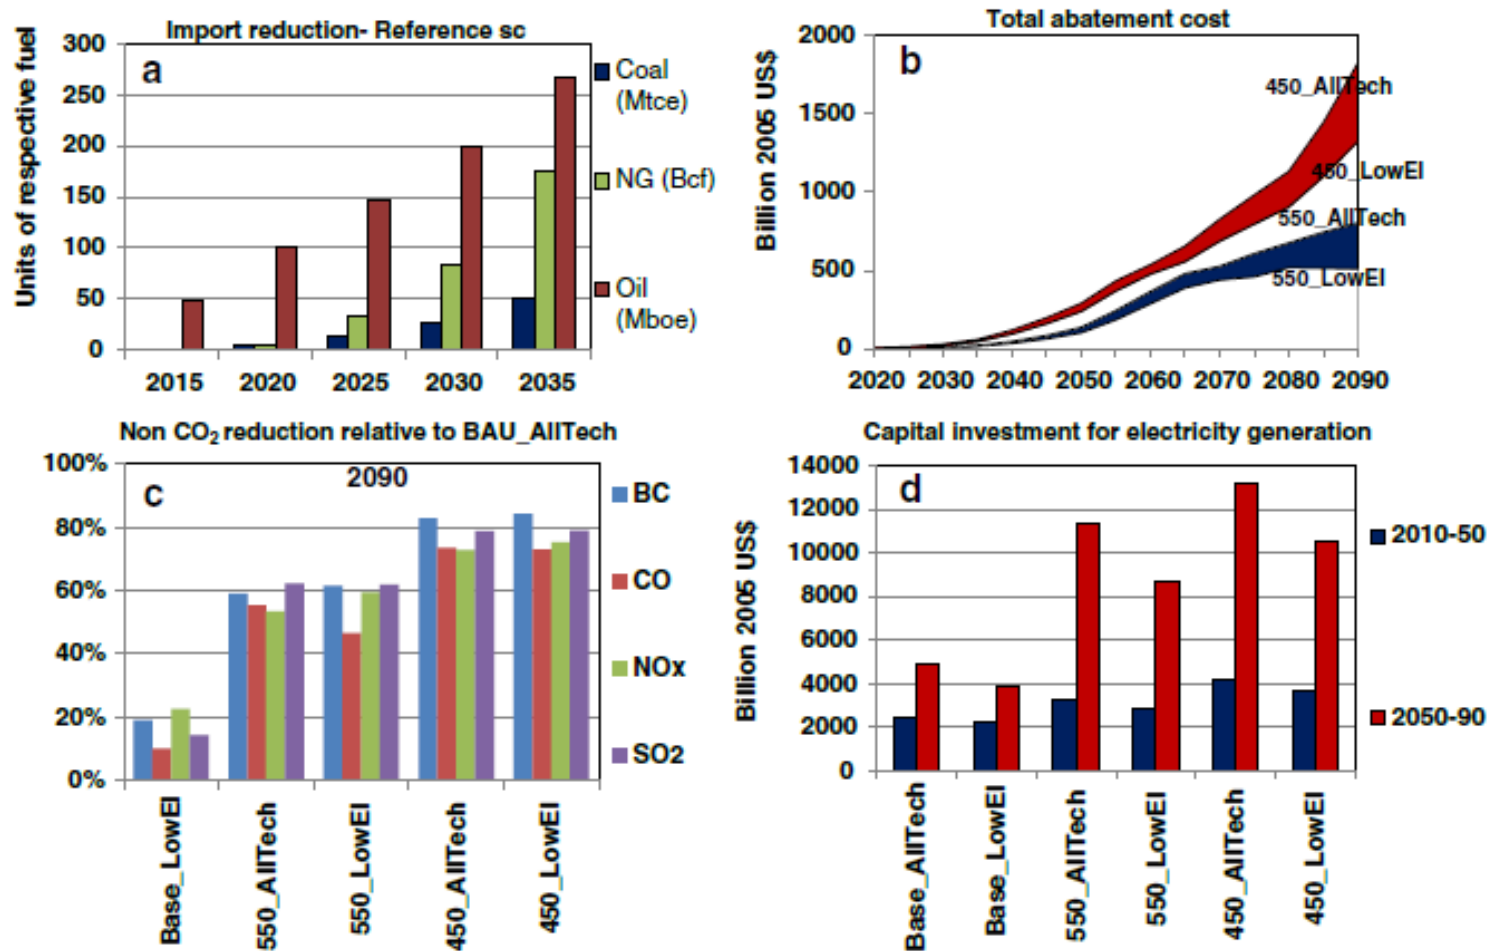 Import reduction- Reference sc
a
Units of respective fuel
300
250
200
150
100
50
0
2015 2020 2025 2030 2035
Coal
(Mtce)
NG (Bcf)
Oil
(Mboe)
Total abatement cost
b
Billion 2005 US$
2000
1500
1000
500
0
2020 2030 2040 2050 2060 2070 2080 2090
450_AllTech
450_LowEI
550_AllTech
550_LowEI
Non CO₂ reduction relative to BAU_AllTech
2090
c
100%
80%
60%
40%
20%
0%
Base_LowEI
550_AllTech
550_LowEI
450_AllTech
450_LowEI
BC
CO
NOx
SO2
Capital investment for electricity generation
d
Billion 2005 US$
14000
12000
10000
8000
6000
4000
2000
0
Base_AllTech
Base_LowEI
550_AllTech
550_LowEI
450_AllTech
450_LowEI
2010-50
2050-90